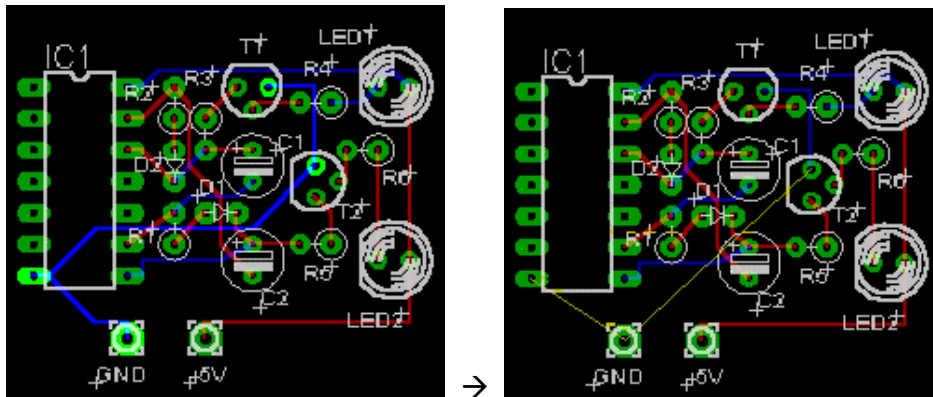 IC1
T1
LED1
R2
R3
R4
C1
D2
D1
R6
T2
R1
R5
C2
LED2
GND
+5V
→
IC1
T1
LED1
R2
R3
R4
C1
D2
D1
R6
T2
R1
R5
C2
LED2
GND
+5V